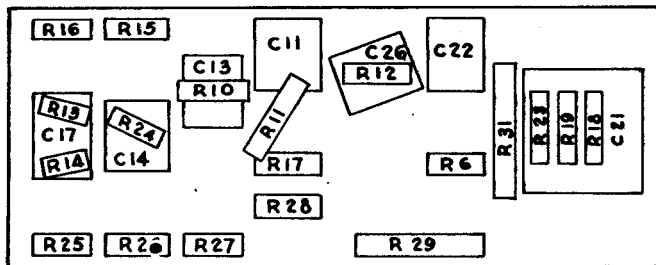 R16 R15
C11
C26 C22
C13
R12
R10
R13
R11
R24
R31 R23 R19 R18 C21
C17
R14 C14
R17 R6
R28
R25 R26 R27 R29